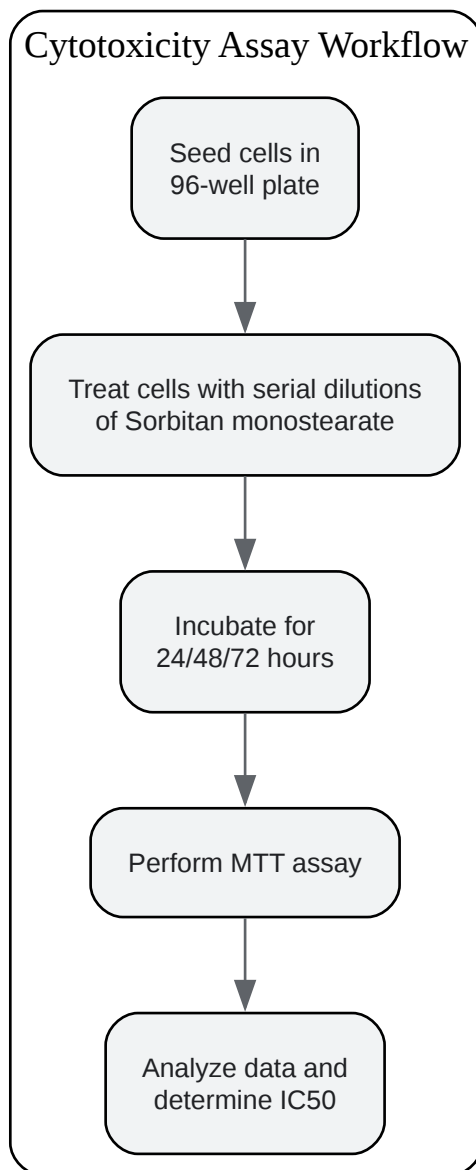 Cytotoxicity Assay Workflow
Seed cells in
96-well plate
Treat cells with serial dilutions
of Sorbitan monostearate
Incubate for
24/48/72 hours
Perform MTT assay
Analyze data and
determine IC50